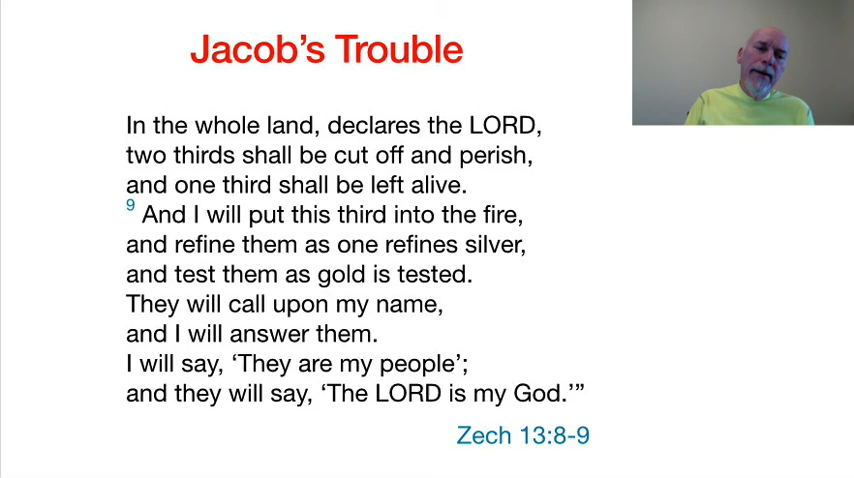 Jacob’s Trouble
In the whole land, declares the LORD,
two thirds shall be cut off and perish,
and one third shall be left alive.
9 And I will put this third into the fire,
and refine them as one refines silver,
and test them as gold is tested.
They will call upon my name,
and I will answer them.
I will say, ‘They are my people’;
and they will say, ‘The LORD is my God.’”
Zech 13:8-9